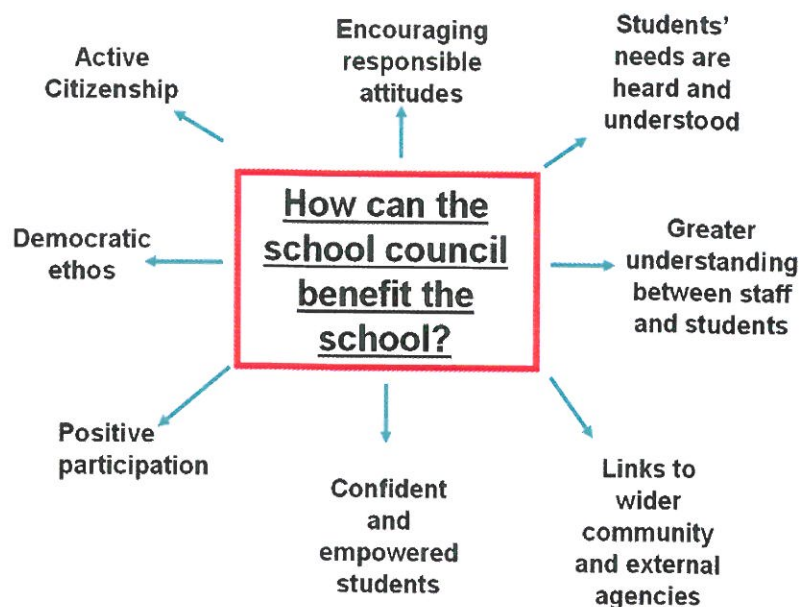 Active
Citizenship
Encouraging
responsible
attitudes
Students'
needs are
heard and
understood
Democratic
ethos
How can the
school council
benefit the
school?
Greater
understanding
between staff
and students
Positive
participation
Confident
and
empowered
students
Links to
wider
community
and external
agencies